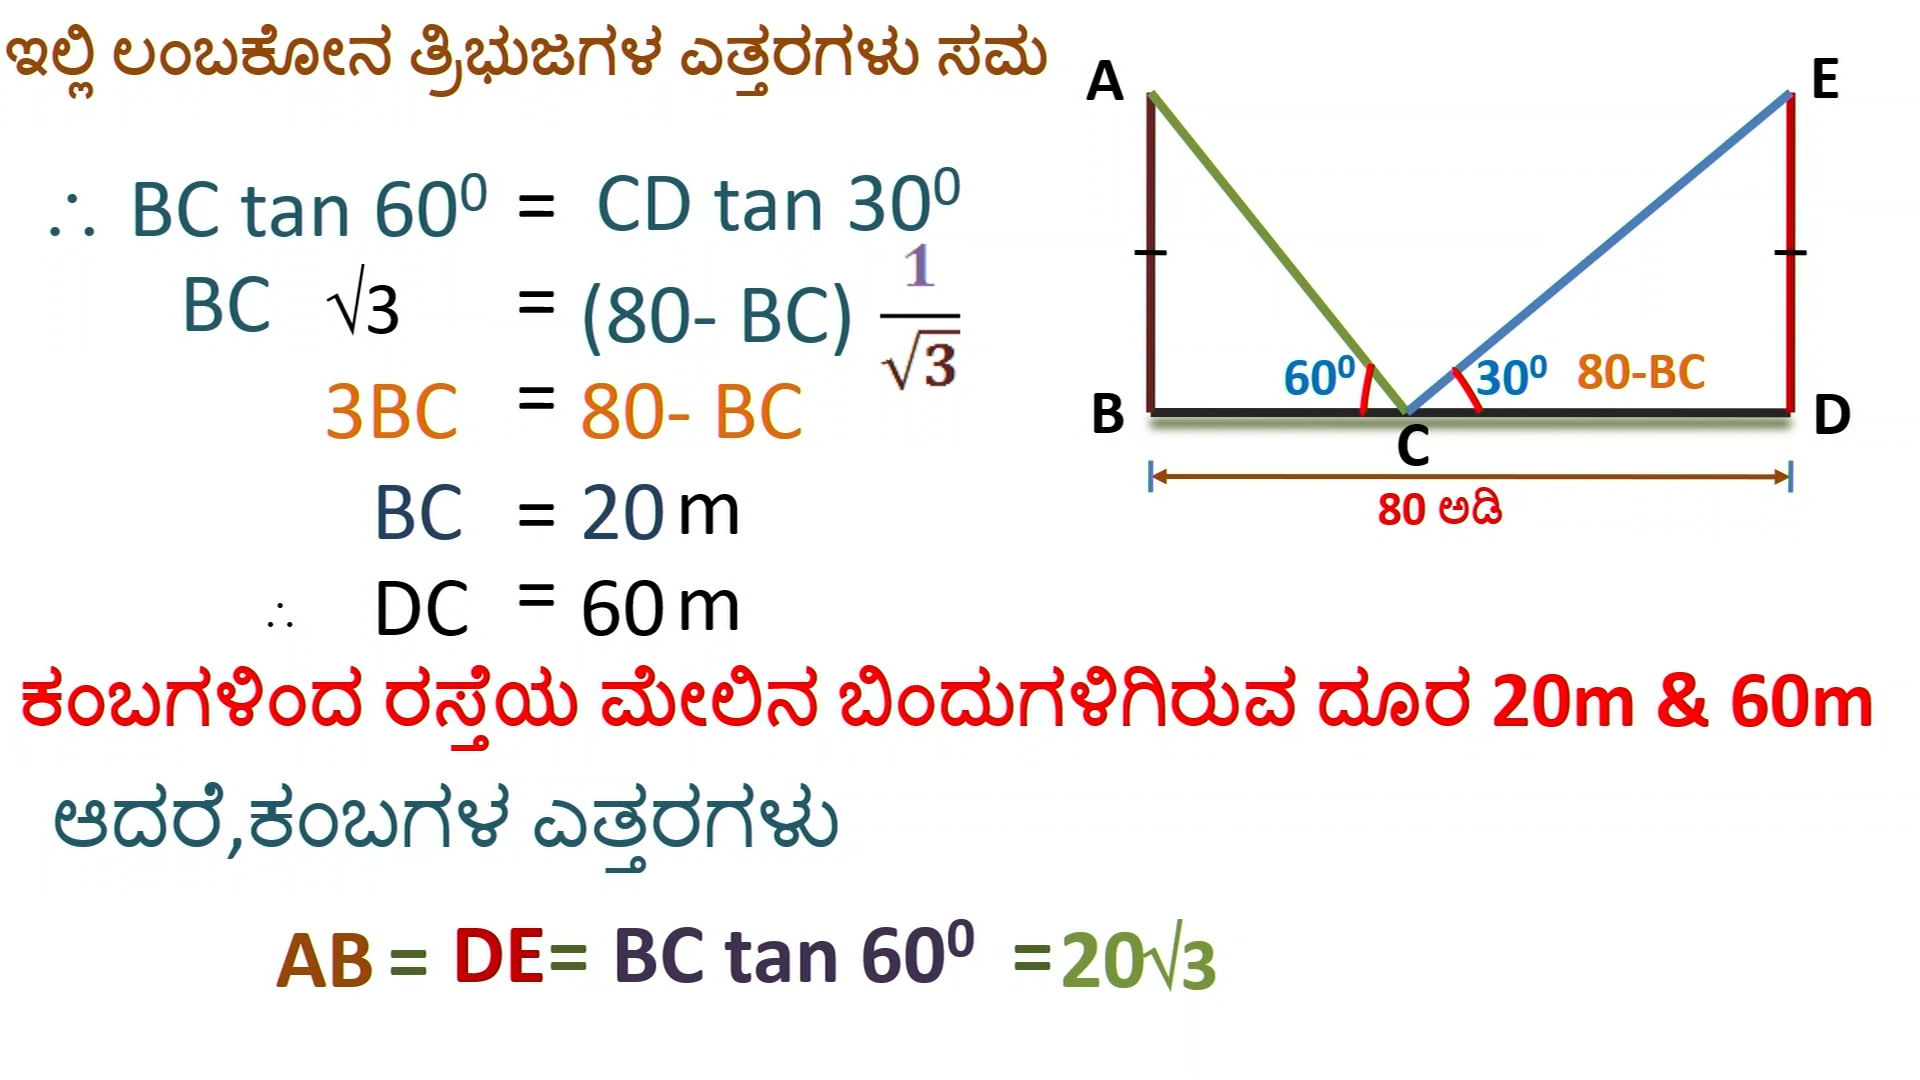 ಇಲ್ಲಿ ಲಂಬಕೋನ ತ್ರಿಭುಜಗಳ ಎತ್ತರಗಳು ಸಮ
∴ BC tan 60⁰ = CD tan 30⁰
BC √3 = (80- BC) 1/√3
3BC = 80- BC
BC = 20 m
∴ DC = 60 m
A
E
60⁰ 30⁰ 80-BC
B
C
D
80 ಅಡಿ
ಕಂಬಗಳಿಂದ ರಸ್ತೆಯ ಮೇಲಿನ ಬಿಂದುಗಳಿಗಿರುವ ದೂರ 20m & 60m
ಆದರೆ,ಕಂಬಗಳ ಎತ್ತರಗಳು
AB = DE= BC tan 60⁰ =20√3